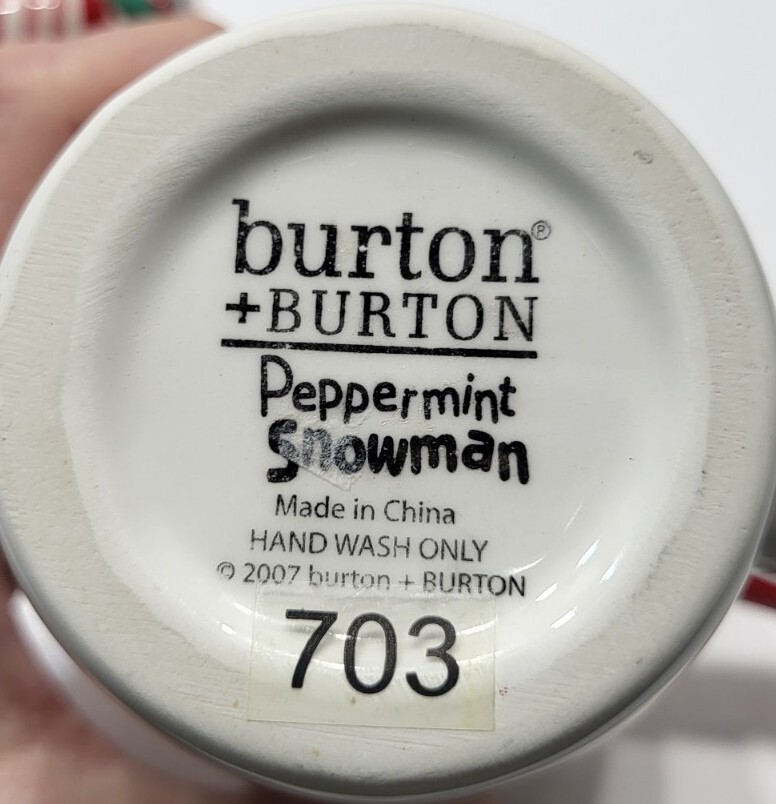 burton®
+BURTON
Peppermint
Snowman
Made in China
HAND WASH ONLY
© 2007 burton + BURTON
703